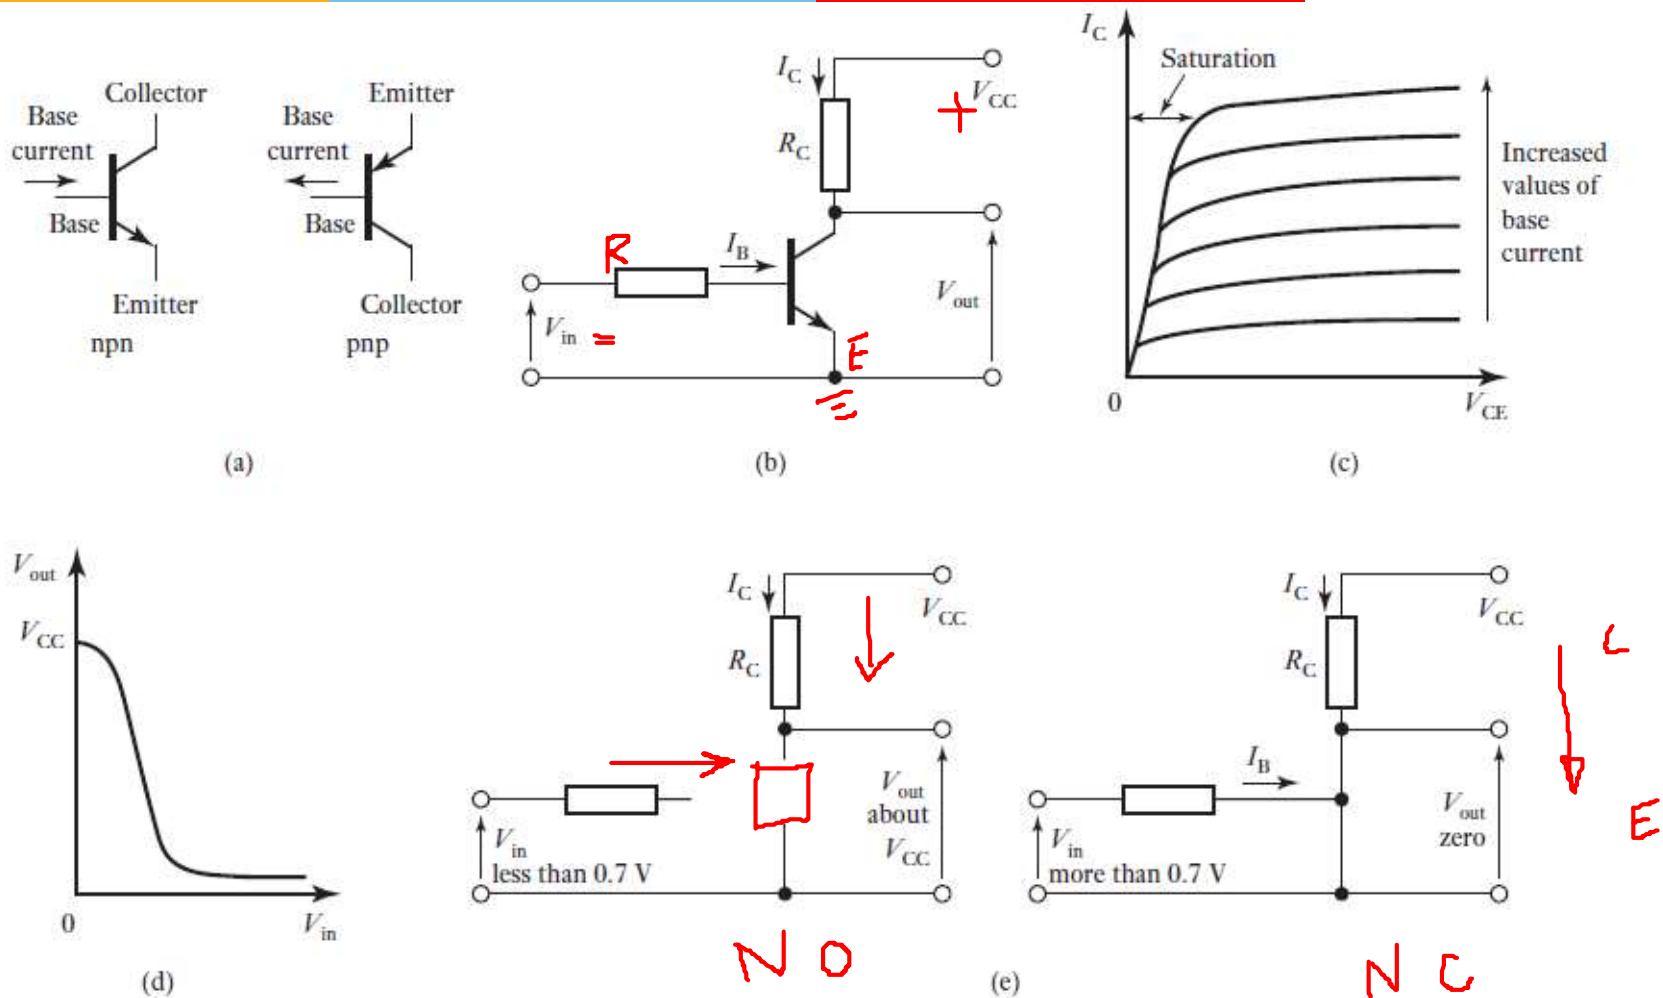 Collector
Base
current
Base
Emitter
npn
Emitter
Base
current
Base
Collector
pnp
(a)
I_C
V_CC
+
R_C
R
I_B
V_in =
V_out
E
(b)
I_C
Saturation
Increased
values of
base
current
0
V_CE
(c)
V_out
V_CC
0
V_in
(d)
I_C
V_CC
R_C
V_in
less than 0.7 V
V_out
about
V_CC
N O
I_C
V_CC
R_C
I_B
V_in
more than 0.7 V
V_out
zero
C
E
N C
(e)